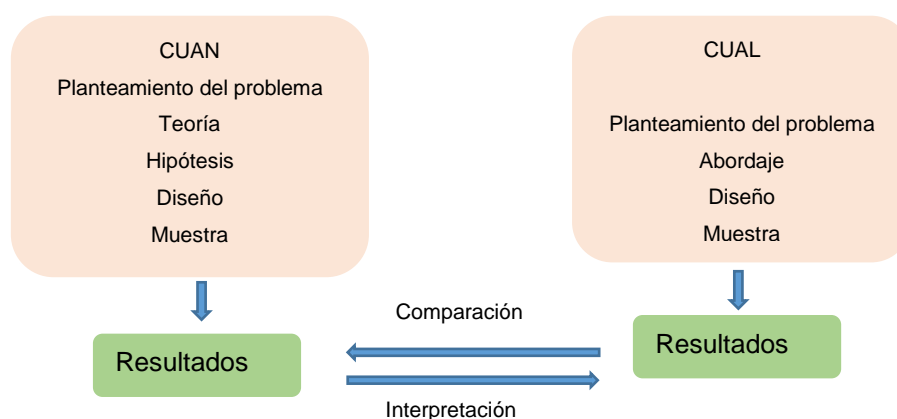 CUAN
Planteamiento del problema
Teoría
Hipótesis
Diseño
Muestra
CUAL
Planteamiento del problema
Abordaje
Diseño
Muestra
Comparación
Resultados
Resultados
Interpretación